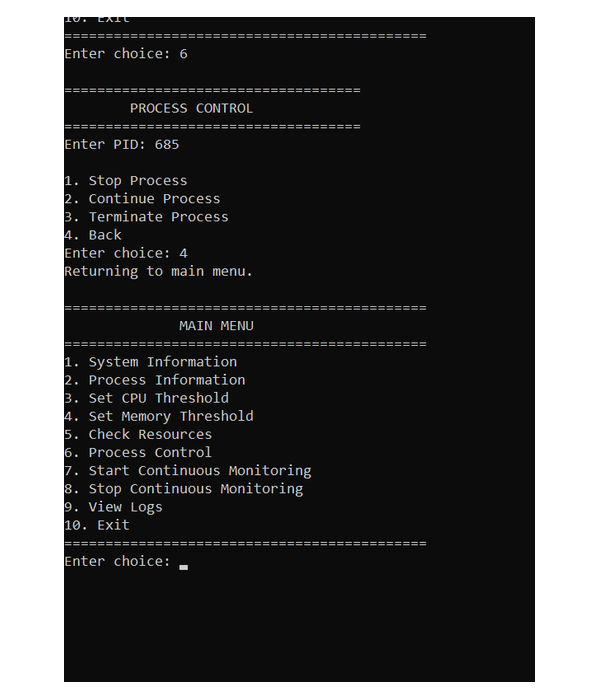 10. Exit
============================================
Enter choice: 6
====================================
PROCESS CONTROL
====================================
Enter PID: 685
1. Stop Process
2. Continue Process
3. Terminate Process
4. Back
Enter choice: 4
Returning to main menu.
============================================
MAIN MENU
============================================
1. System Information
2. Process Information
3. Set CPU Threshold
4. Set Memory Threshold
5. Check Resources
6. Process Control
7. Start Continuous Monitoring
8. Stop Continuous Monitoring
9. View Logs
10. Exit
============================================
Enter choice: